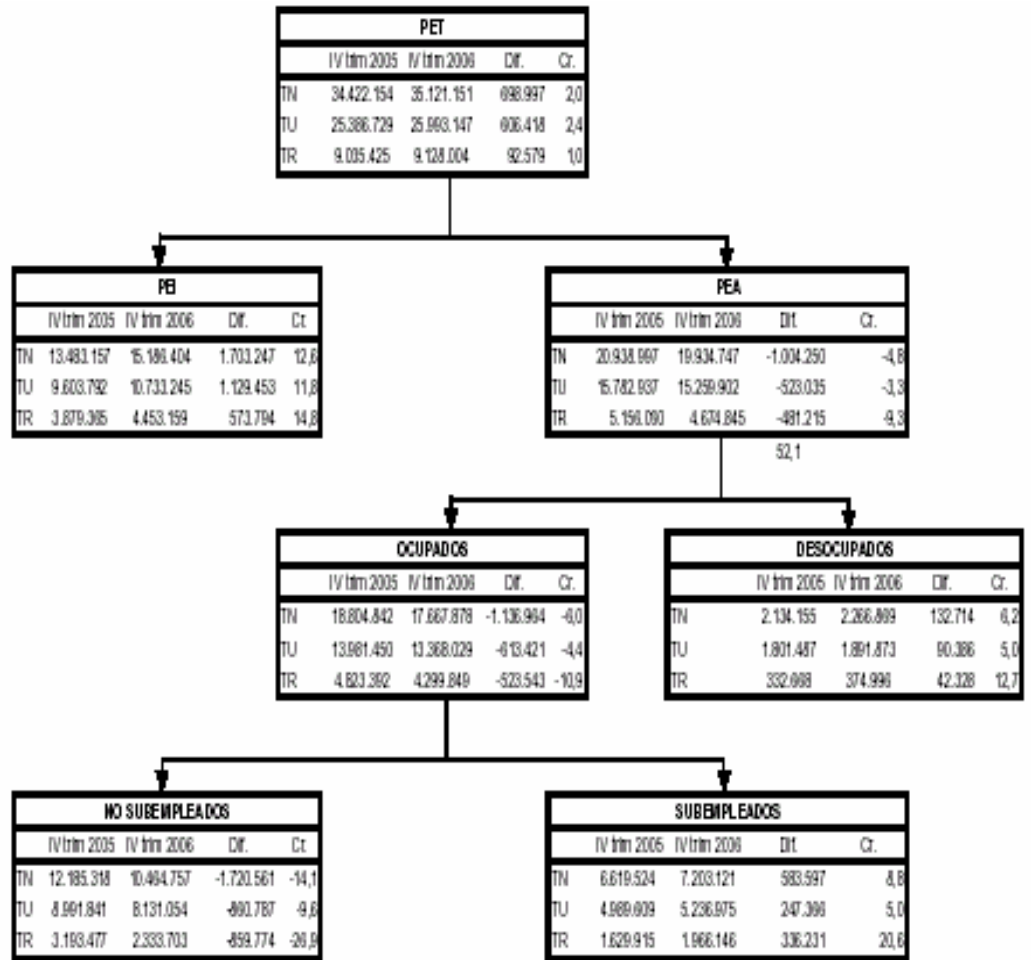 PET
IV trim 2005 IV trim 2006 Dif. Cr.
TN 34.422.154 35.121.151 698.997 2,0
TU 25.386.729 25.993.147 606.418 2,4
TR 9.035.425 9.128.004 92.579 1,0
PEI
IV trim 2005 IV trim 2006 Dif. Cr.
TN 13.483.157 15.186.404 1.703.247 12,6
TU 9.603.792 10.733.245 1.129.453 11,8
TR 3.879.365 4.453.159 573.794 14,8
PEA
IV trim 2005 IV trim 2006 Dif. Cr.
TN 20.938.997 19.934.747 -1.004.250 -4,8
TU 15.782.937 15.259.902 -523.035 -3,3
TR 5.156.060 4.674.845 -481.215 -9,3
52,1
OCUPADOS
IV trim 2005 IV trim 2006 Dif. Cr.
TN 18.804.842 17.667.878 -1.136.964 -6,0
TU 13.981.450 13.368.029 -613.421 -4,4
TR 4.823.392 4.299.849 -523.543 -10,9
DESOCUPADOS
IV trim 2005 IV trim 2006 Dif. Cr.
TN 2.134.155 2.266.869 132.714 6,2
TU 1.801.487 1.891.873 90.386 5,0
TR 332.668 374.996 42.328 12,7
NO SUBEMPLEADOS
IV trim 2005 IV trim 2006 Dif. Cr.
TN 12.185.318 10.464.757 -1.720.561 -14,1
TU 8.991.841 8.131.054 -860.787 -9,6
TR 3.193.477 2.333.703 -859.774 -26,9
SUBEMPLEADOS
IV trim 2005 IV trim 2006 Dif. Cr.
TN 6.619.524 7.203.121 583.597 8,8
TU 4.989.609 5.236.975 247.366 5,0
TR 1.629.915 1.966.146 336.231 20,6